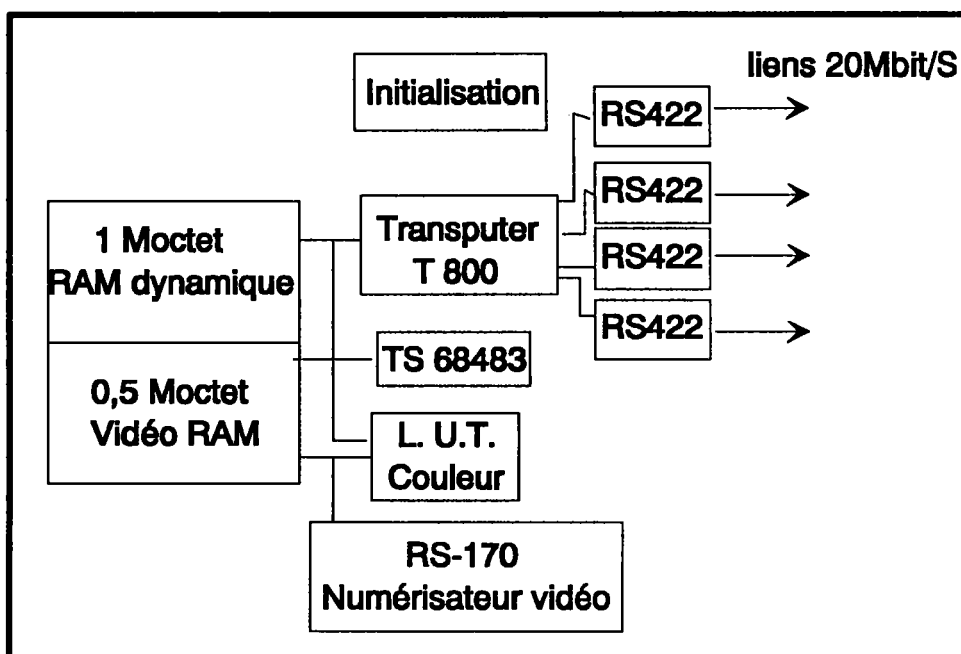 liens 20Mbit/S
Initialisation
RS422
RS422
1 Moctet
RAM dynamique
Transputer
T 800
RS422
RS422
TS 68483
0,5 Moctet
Vidéo RAM
L. U.T.
Couleur
RS-170
Numérisateur vidéo